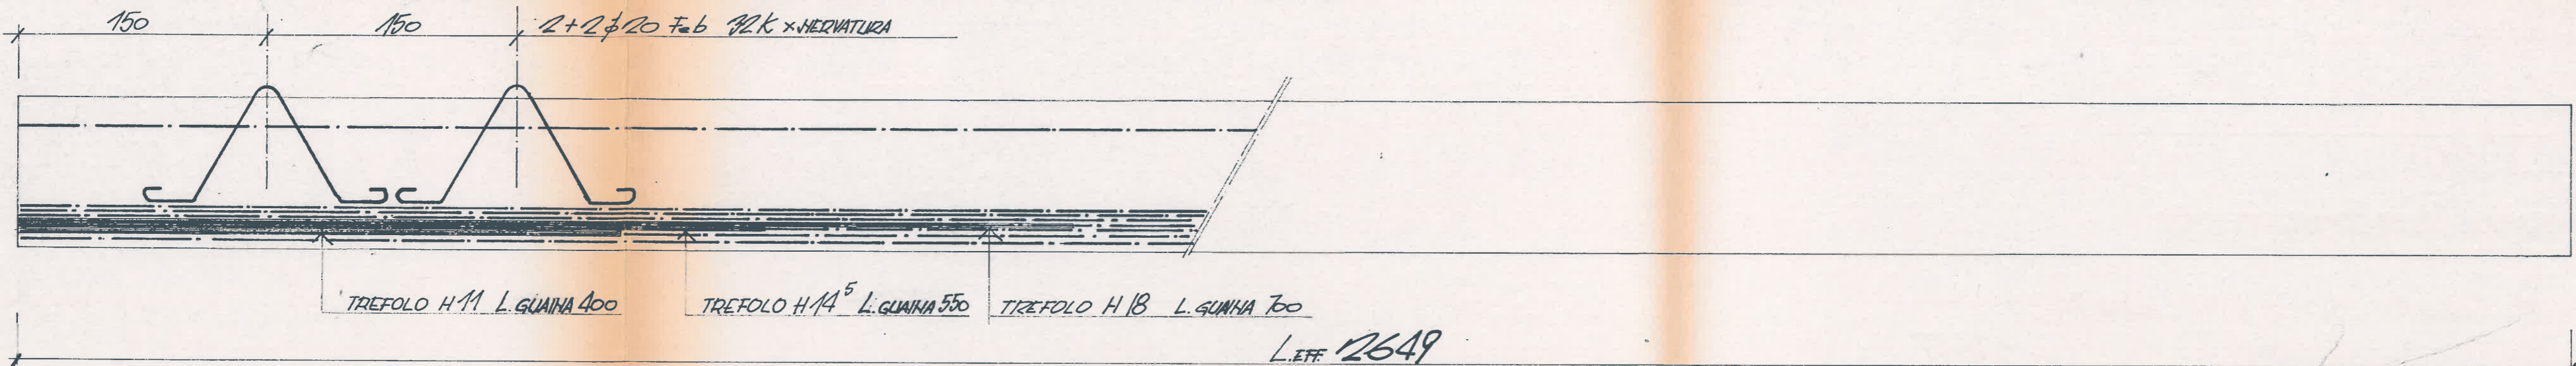 150 150 2+2 ϕ 20 Feb 32K × NERVATURA
TREFOLO H 11 L. GUAINA 400 TREFOLO H 14⁵ L. GUAINA 550 TREFOLO H 18 L. GUAINA 700
L.EFF. 2649